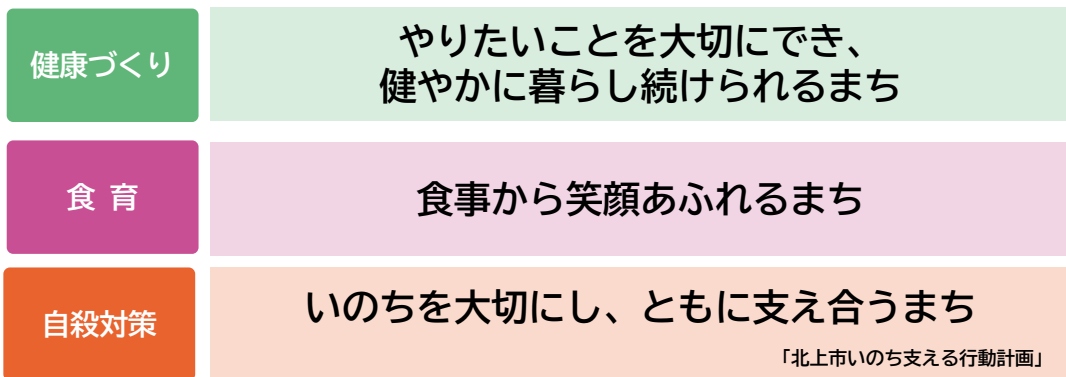 健康づくり
やりたいことを大切にでき、
健やかに暮らし続けられるまち
食 育
食事から笑顔あふれるまち
自殺対策
いのちを大切にし、ともに支え合うまち
「北上市いのち支える行動計画」